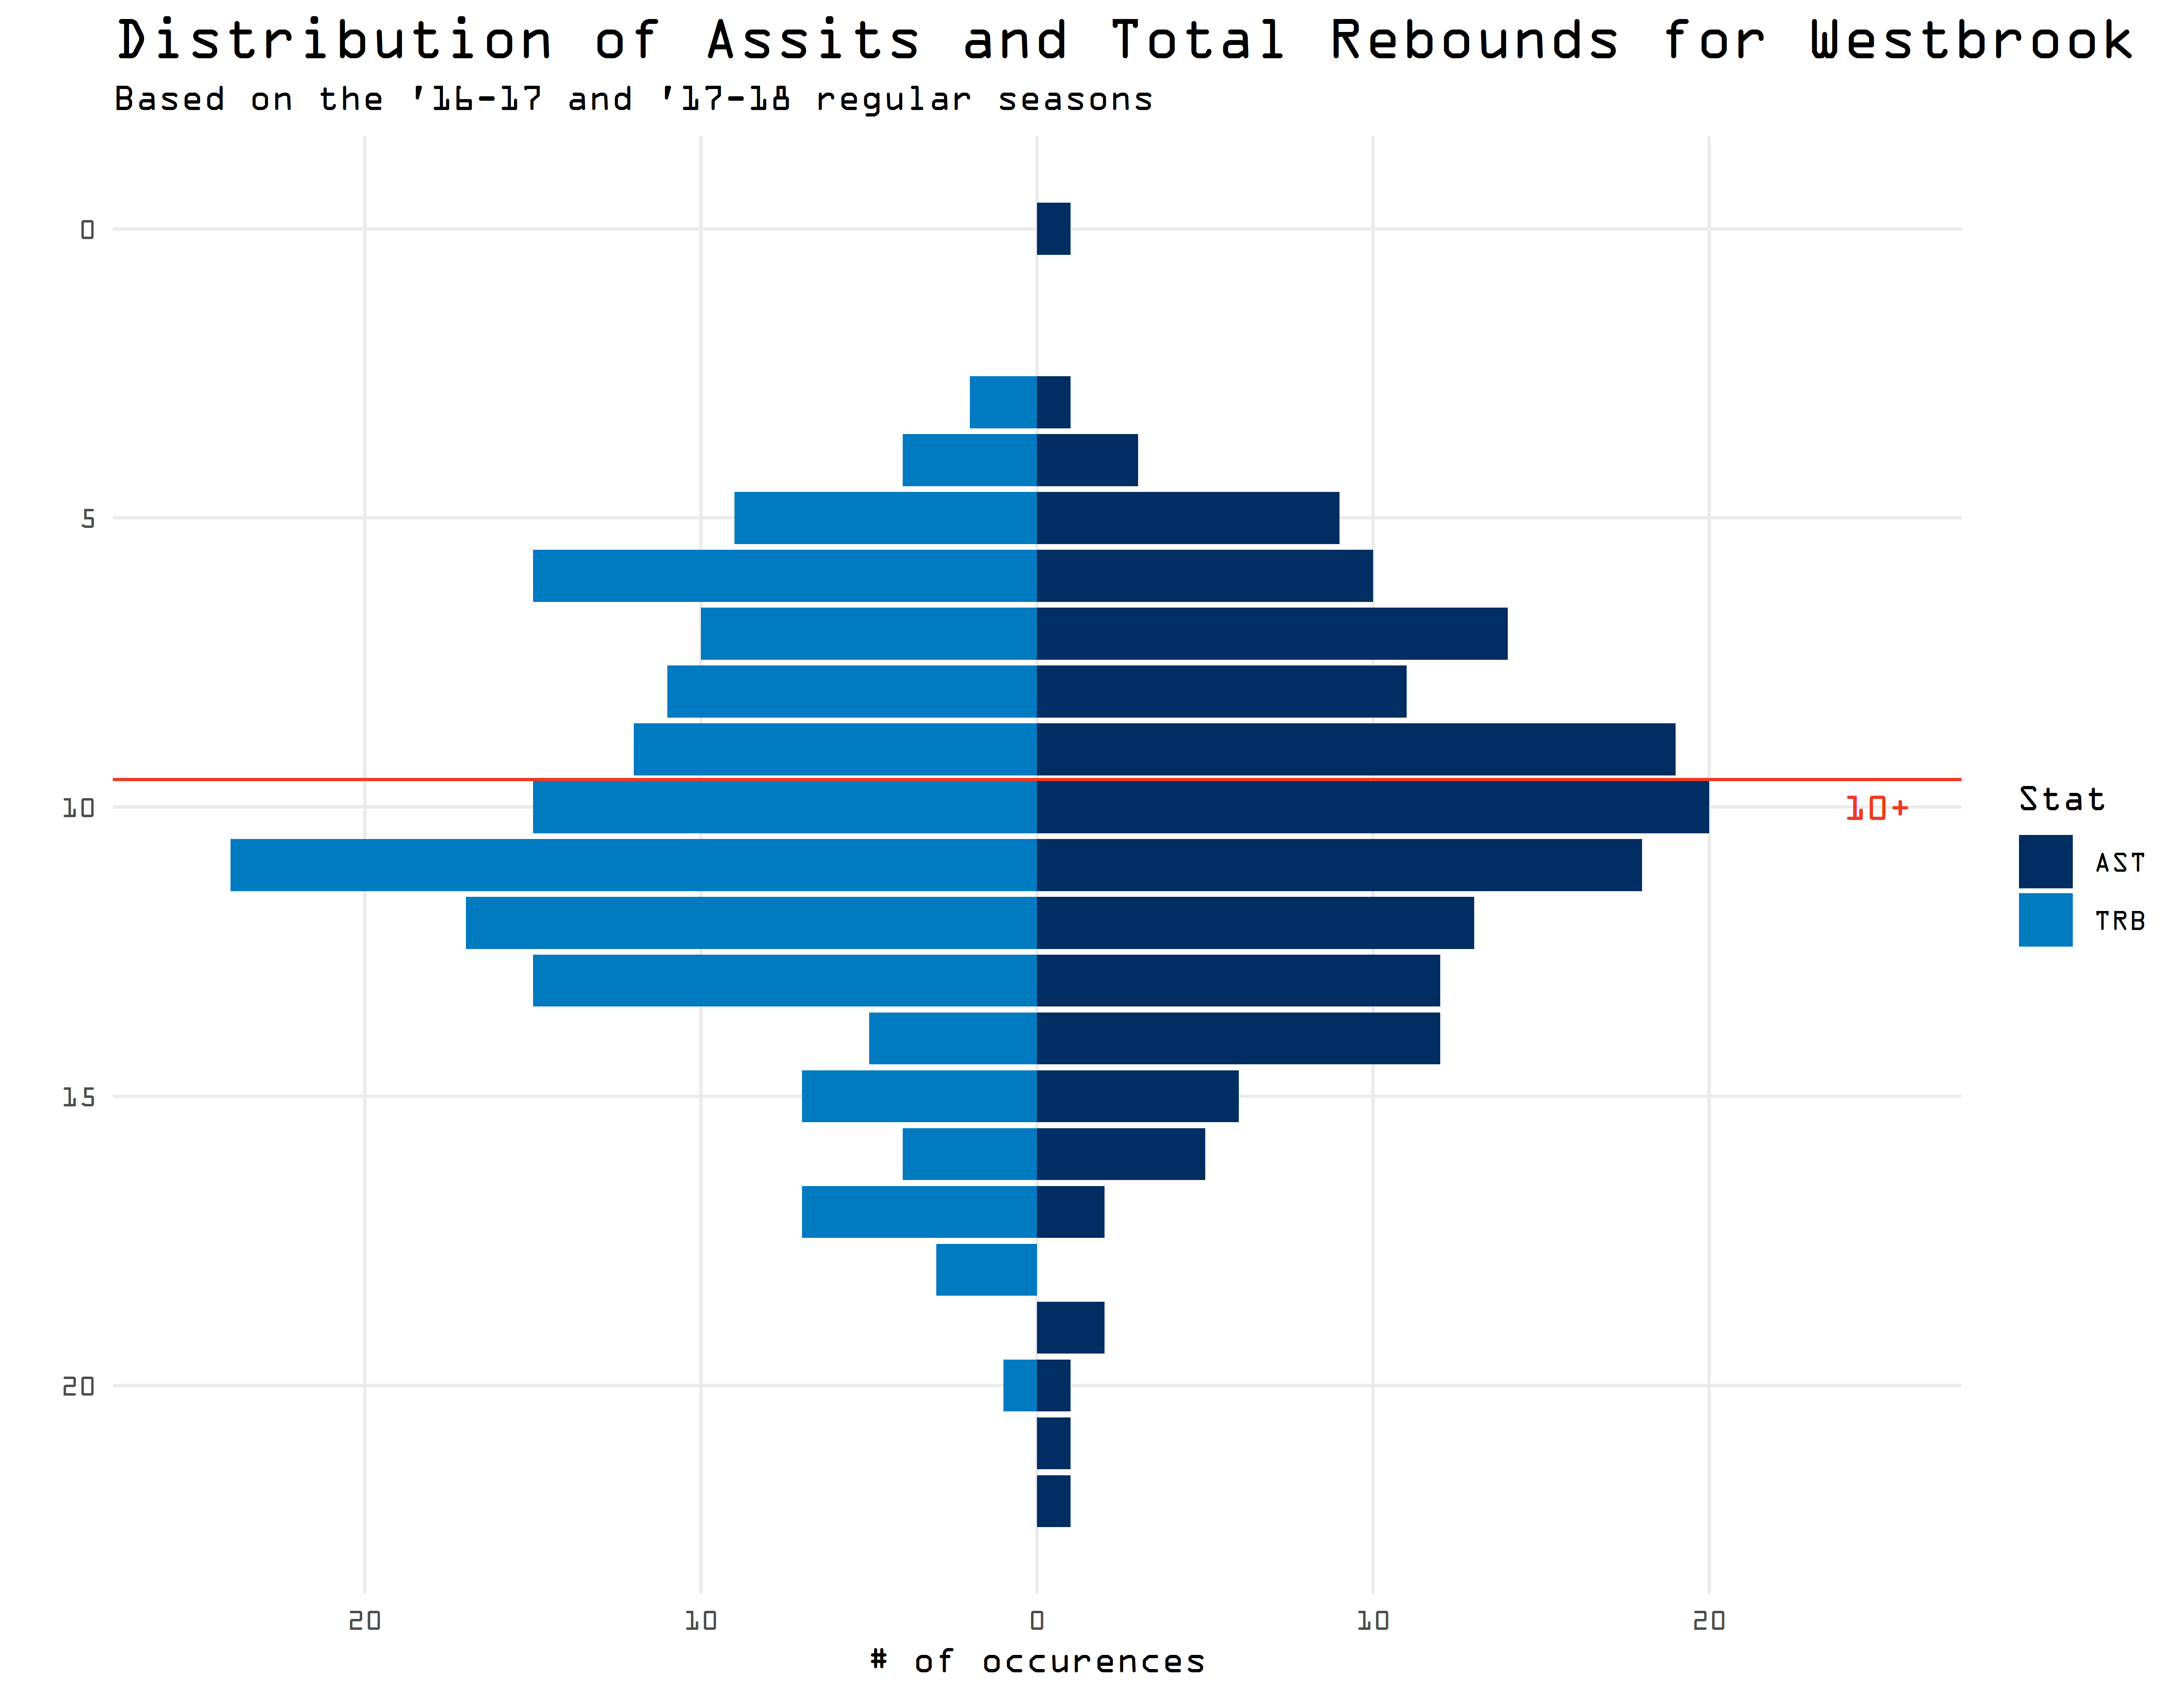 Distribution of Assits and Total Rebounds for Westbrook
Based on the '16-17 and '17-18 regular seasons
0
5
10
15
20
10+
Stat
AST
TRB
20 10 0 10 20
# of occurences